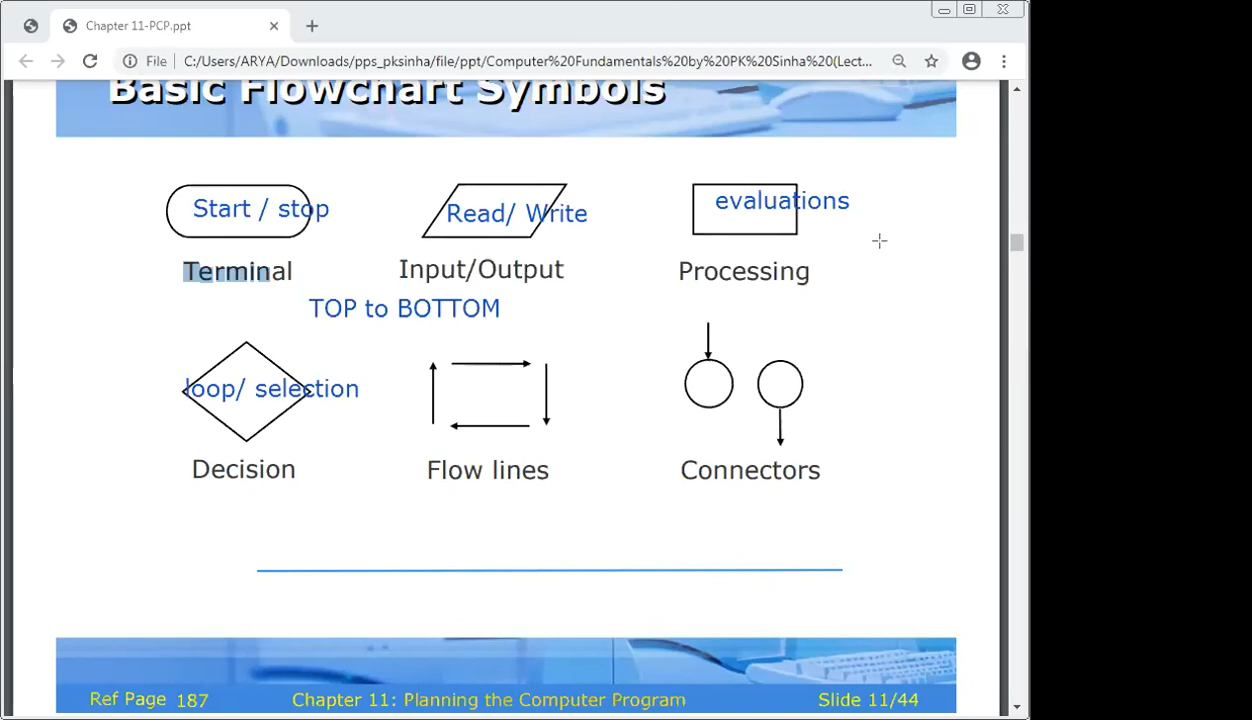 Chapter 11-PCP.ppt
File C:/Users/ARYA/Downloads/pps_pksinha/file/ppt/Computer%20Fundamentals%20by%20PK%20Sinha%20(Lect...
Basic Flowchart Symbols
Start / stop
Read/ Write
evaluations
Terminal
Input/Output
Processing
TOP to BOTTOM
loop/ selection
Decision
Flow lines
Connectors
Ref Page 187
Chapter 11: Planning the Computer Program
Slide 11/44